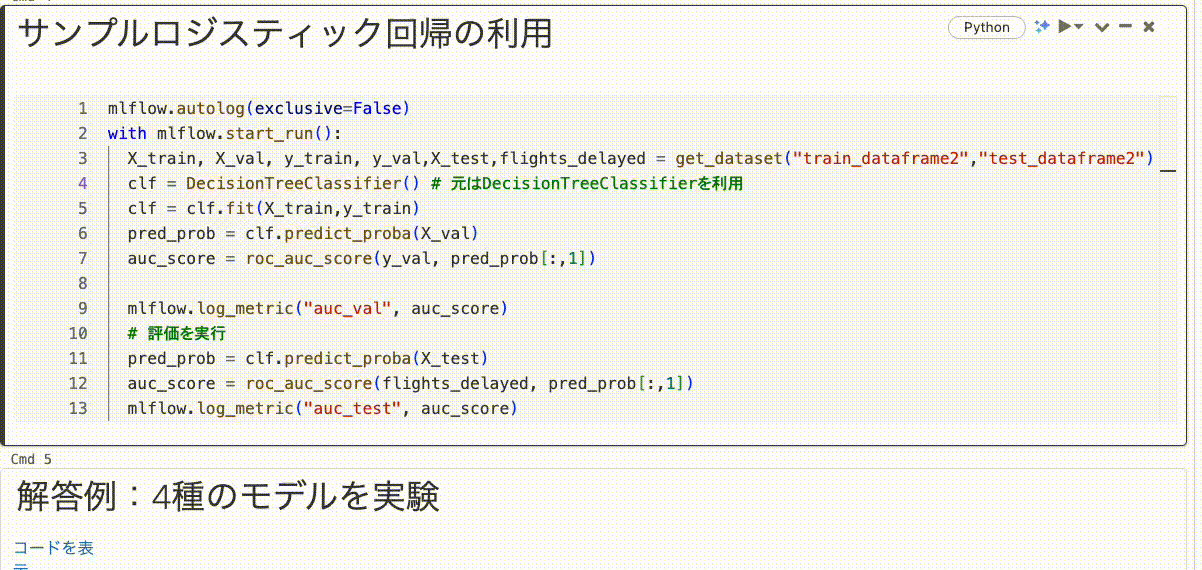 サンプルロジスティック回帰の利用
Python
1 mlflow.autolog(exclusive=False)
2 with mlflow.start_run():
3 X_train, X_val, y_train, y_val,X_test,flights_delayed = get_dataset("train_dataframe2","test_dataframe2")
4 clf = DecisionTreeClassifier() # 元はDecisionTreeClassifierを利用
5 clf = clf.fit(X_train,y_train)
6 pred_prob = clf.predict_proba(X_val)
7 auc_score = roc_auc_score(y_val, pred_prob[:,1])
8
9 mlflow.log_metric("auc_val", auc_score)
10 # 評価を実行
11 pred_prob = clf.predict_proba(X_test)
12 auc_score = roc_auc_score(flights_delayed, pred_prob[:,1])
13 mlflow.log_metric("auc_test", auc_score)
Cmd 5
解答例：4種のモデルを実験
コードを表